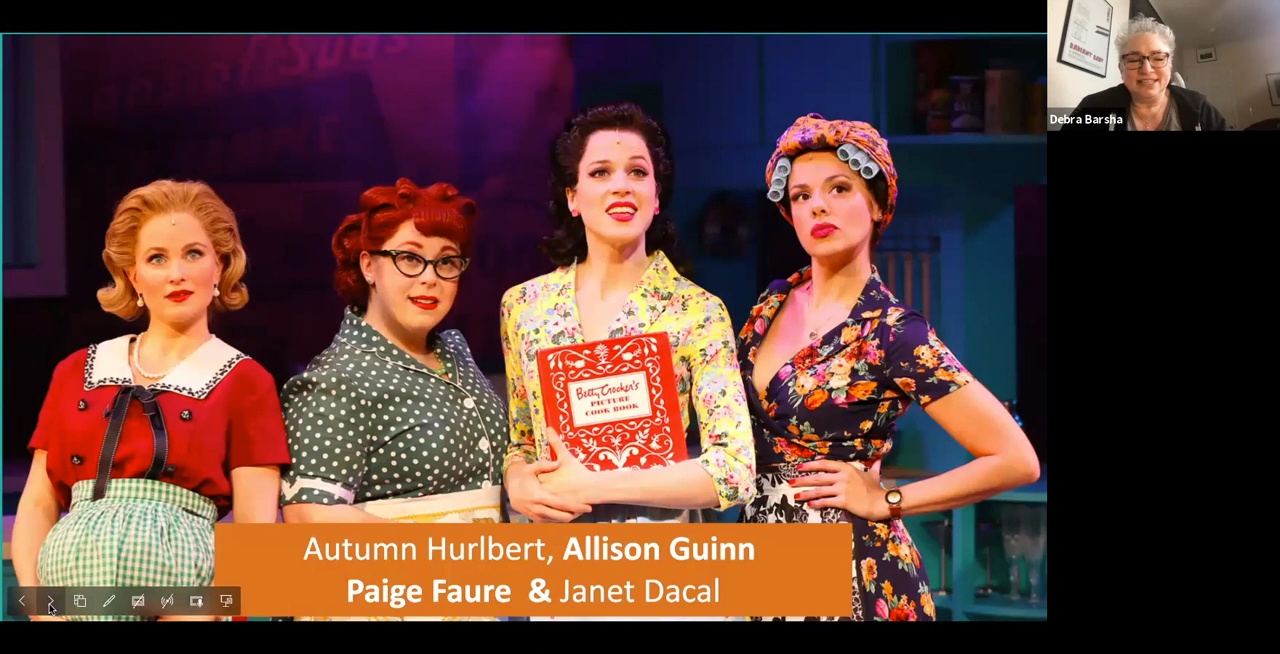 Debra Barsha
Betty Crocker's
PICTURE
COOK BOOK
Autumn Hurlbert, Allison Guinn
Paige Faure & Janet Dacal